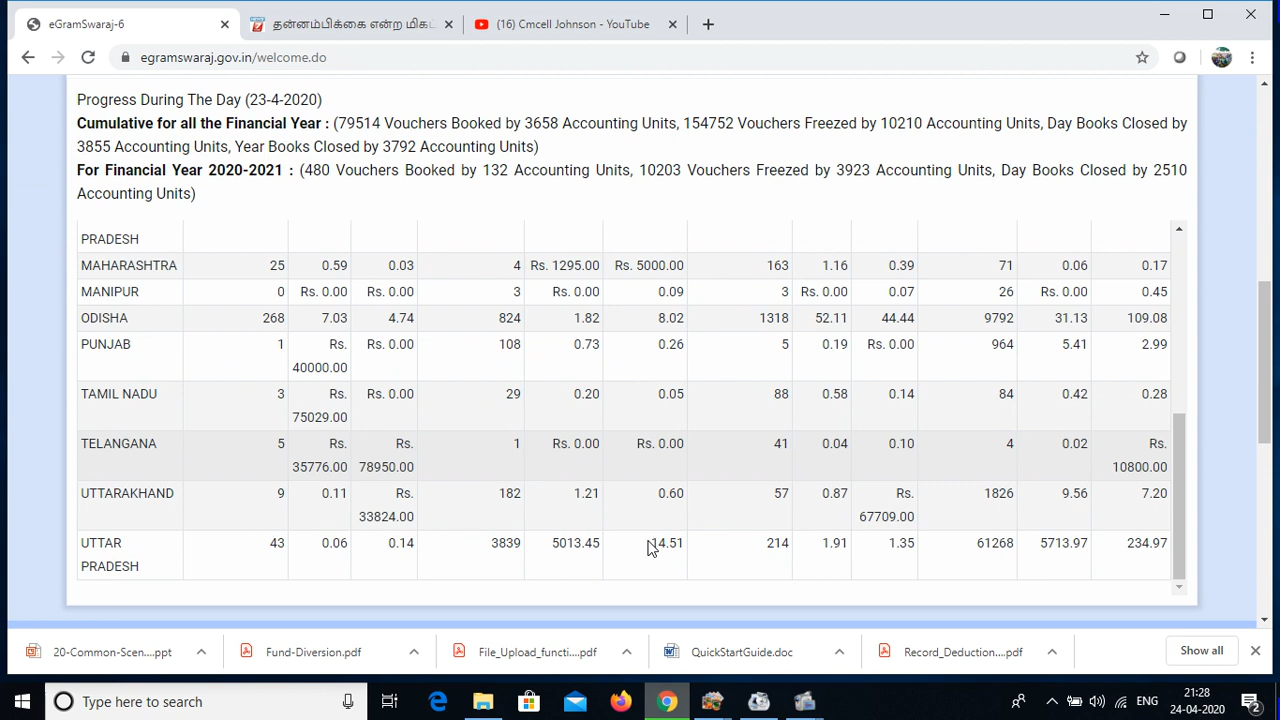 eGramSwaraj-6
தன்னம்பிக்கை என்ற மிகப்
(16) Cmcell Johnson - YouTube
egramswaraj.gov.in/welcome.do
Progress During The Day (23-4-2020)
Cumulative for all the Financial Year : (79514 Vouchers Booked by 3658 Accounting Units, 154752 Vouchers Freezed by 10210 Accounting Units, Day Books Closed by
3855 Accounting Units, Year Books Closed by 3792 Accounting Units)
For Financial Year 2020-2021 : (480 Vouchers Booked by 132 Accounting Units, 10203 Vouchers Freezed by 3923 Accounting Units, Day Books Closed by 2510
Accounting Units)
PRADESH
MAHARASHTRA 25 0.59 0.03 4 Rs. 1295.00 Rs. 5000.00 163 1.16 0.39 71 0.06 0.17
MANIPUR 0 Rs. 0.00 Rs. 0.00 3 Rs. 0.00 0.09 3 Rs. 0.00 0.07 26 Rs. 0.00 0.45
ODISHA 268 7.03 4.74 824 1.82 8.02 1318 52.11 44.44 9792 31.13 109.08
PUNJAB 1 Rs. Rs. 0.00 108 0.73 0.26 5 0.19 Rs. 0.00 964 5.41 2.99
40000.00
TAMIL NADU 3 Rs. Rs. 0.00 29 0.20 0.05 88 0.58 0.14 84 0.42 0.28
75029.00
TELANGANA 5 Rs. Rs. 1 Rs. 0.00 Rs. 0.00 41 0.04 0.10 4 0.02 Rs.
35776.00 78950.00 10800.00
UTTARAKHAND 9 0.11 Rs. 182 1.21 0.60 57 0.87 Rs. 1826 9.56 7.20
33824.00 67709.00
UTTAR 43 0.06 0.14 3839 5013.45 14.51 214 1.91 1.35 61268 5713.97 234.97
PRADESH
20-Common-Scen....ppt
Fund-Diversion.pdf
File_Upload_functi....pdf
QuickStartGuide.doc
Record_Deduction....pdf
Show all
Type here to search
ENG
21:28
24-04-2020
2